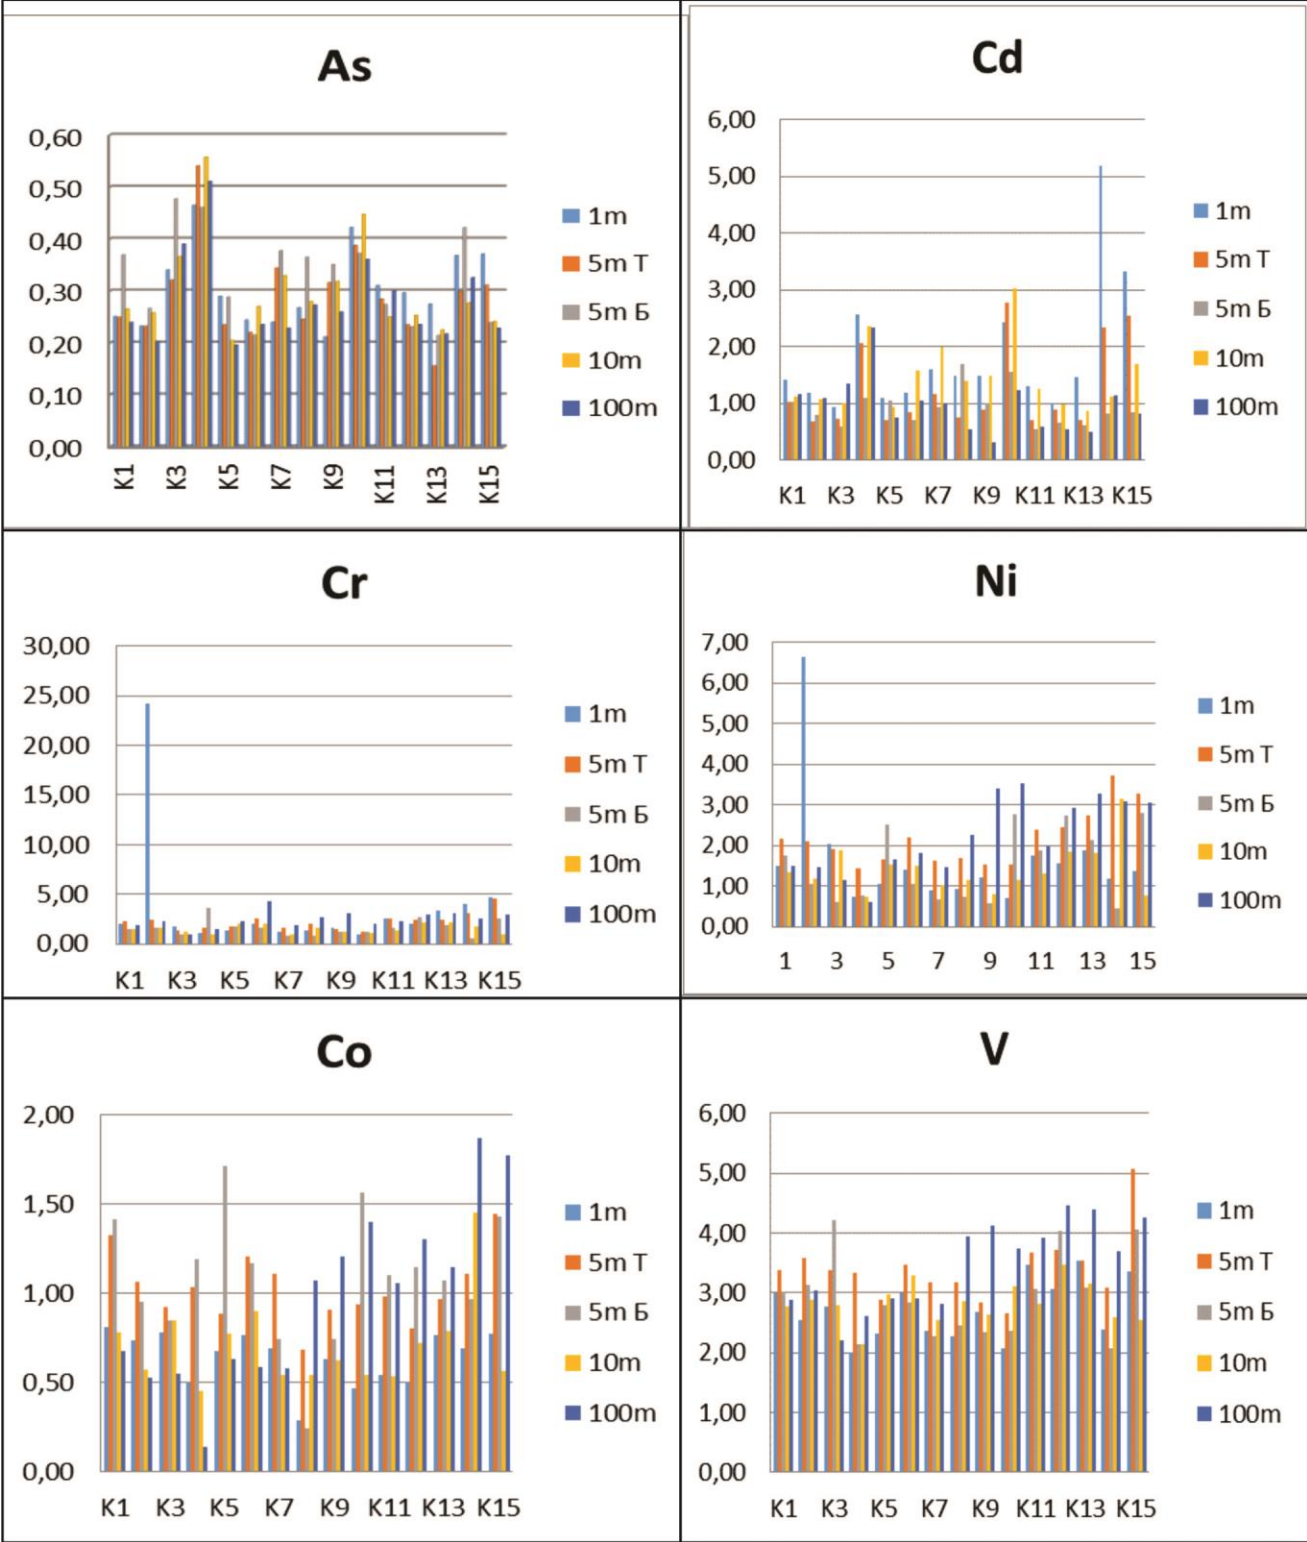 As
0,60
0,50
0,40
0,30
0,20
0,10
0,00
K1
K3
K5
K7
K9
K11
K13
K15
1m
5m T
5m Б
10m
100m
Cd
6,00
5,00
4,00
3,00
2,00
1,00
0,00
K1 K3 K5 K7 K9 K11 K13 K15
1m
5m T
5m Б
10m
100m
Cr
30,00
25,00
20,00
15,00
10,00
5,00
0,00
K1 K3 K5 K7 K9 K11 K13 K15
1m
5m T
5m Б
10m
100m
Ni
7,00
6,00
5,00
4,00
3,00
2,00
1,00
0,00
1 3 5 7 9 11 13 15
1m
5m T
5m Б
10m
100m
Co
2,00
1,50
1,00
0,50
0,00
K1 K3 K5 K7 K9 K11 K13 K15
1m
5m T
5m Б
10m
100m
V
6,00
5,00
4,00
3,00
2,00
1,00
0,00
K1 K3 K5 K7 K9 K11 K13 K15
1m
5m T
5m Б
10m
100m